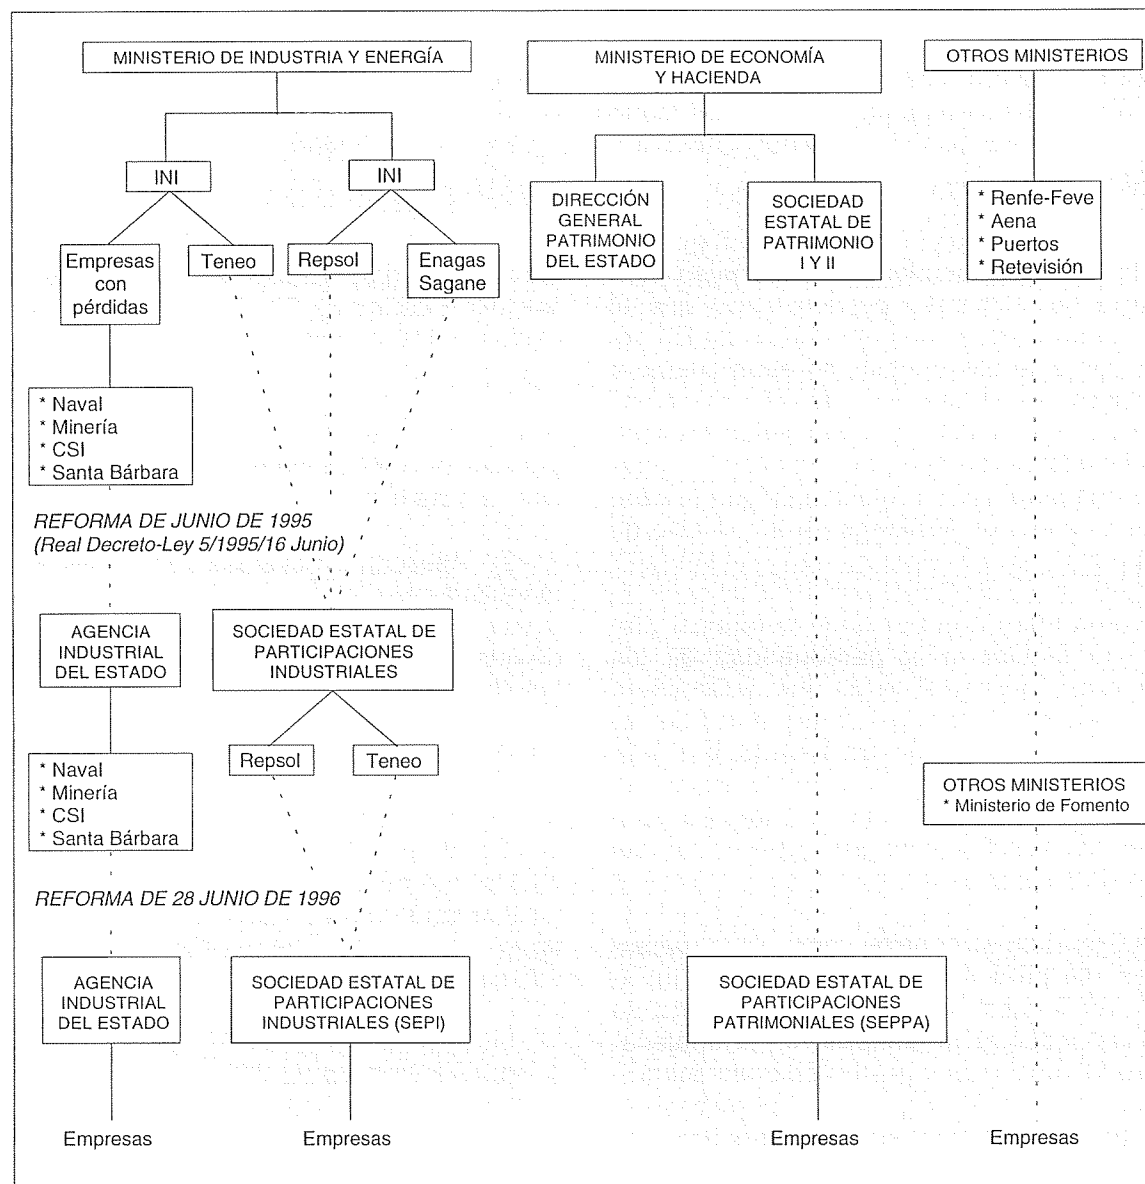 MINISTERIO DE INDUSTRIA Y ENERGÍA
MINISTERIO DE ECONOMÍA
Y HACIENDA
OTROS MINISTERIOS
INI
INI
DIRECCIÓN
GENERAL
PATRIMONIO
DEL ESTADO
SOCIEDAD
ESTATAL DE
PATRIMONIO
I Y II
* Renfe-Feve
* Aena
* Puertos
* Retevisión
Empresas
con
pérdidas
Teneo
Repsol
Enagas
Sagane
* Naval
* Minería
* CSI
* Santa Bárbara
REFORMA DE JUNIO DE 1995
(Real Decreto-Ley 5/1995/16 Junio)
AGENCIA
INDUSTRIAL
DEL ESTADO
SOCIEDAD ESTATAL DE
PARTICIPACIONES
INDUSTRIALES
Repsol
Teneo
* Naval
* Minería
* CSI
* Santa Bárbara
OTROS MINISTERIOS
* Ministerio de Fomento
REFORMA DE 28 JUNIO DE 1996
AGENCIA
INDUSTRIAL
DEL ESTADO
SOCIEDAD ESTATAL DE
PARTICIPACIONES
INDUSTRIALES (SEPI)
SOCIEDAD ESTATAL DE
PARTICIPACIONES
PATRIMONIALES (SEPPA)
Empresas
Empresas
Empresas
Empresas